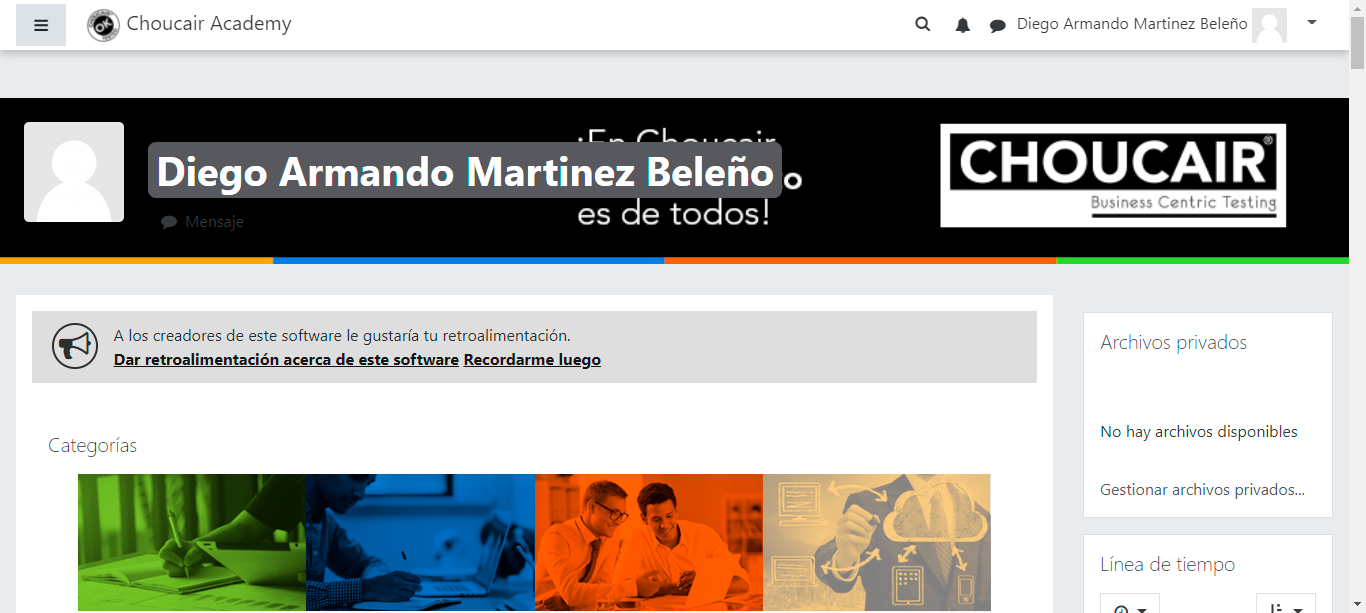 Choucair Academy
Diego Armando Martinez Beleño
¡En Choucair
Diego Armando Martinez Beleño
es de todos!
Mensaje
CHOUCAIR®
Business Centric Testing
A los creadores de este software le gustaría tu retroalimentación.
Dar retroalimentación acerca de este software Recordarme luego
Categorías
Archivos privados
No hay archivos disponibles
Gestionar archivos privados...
Línea de tiempo